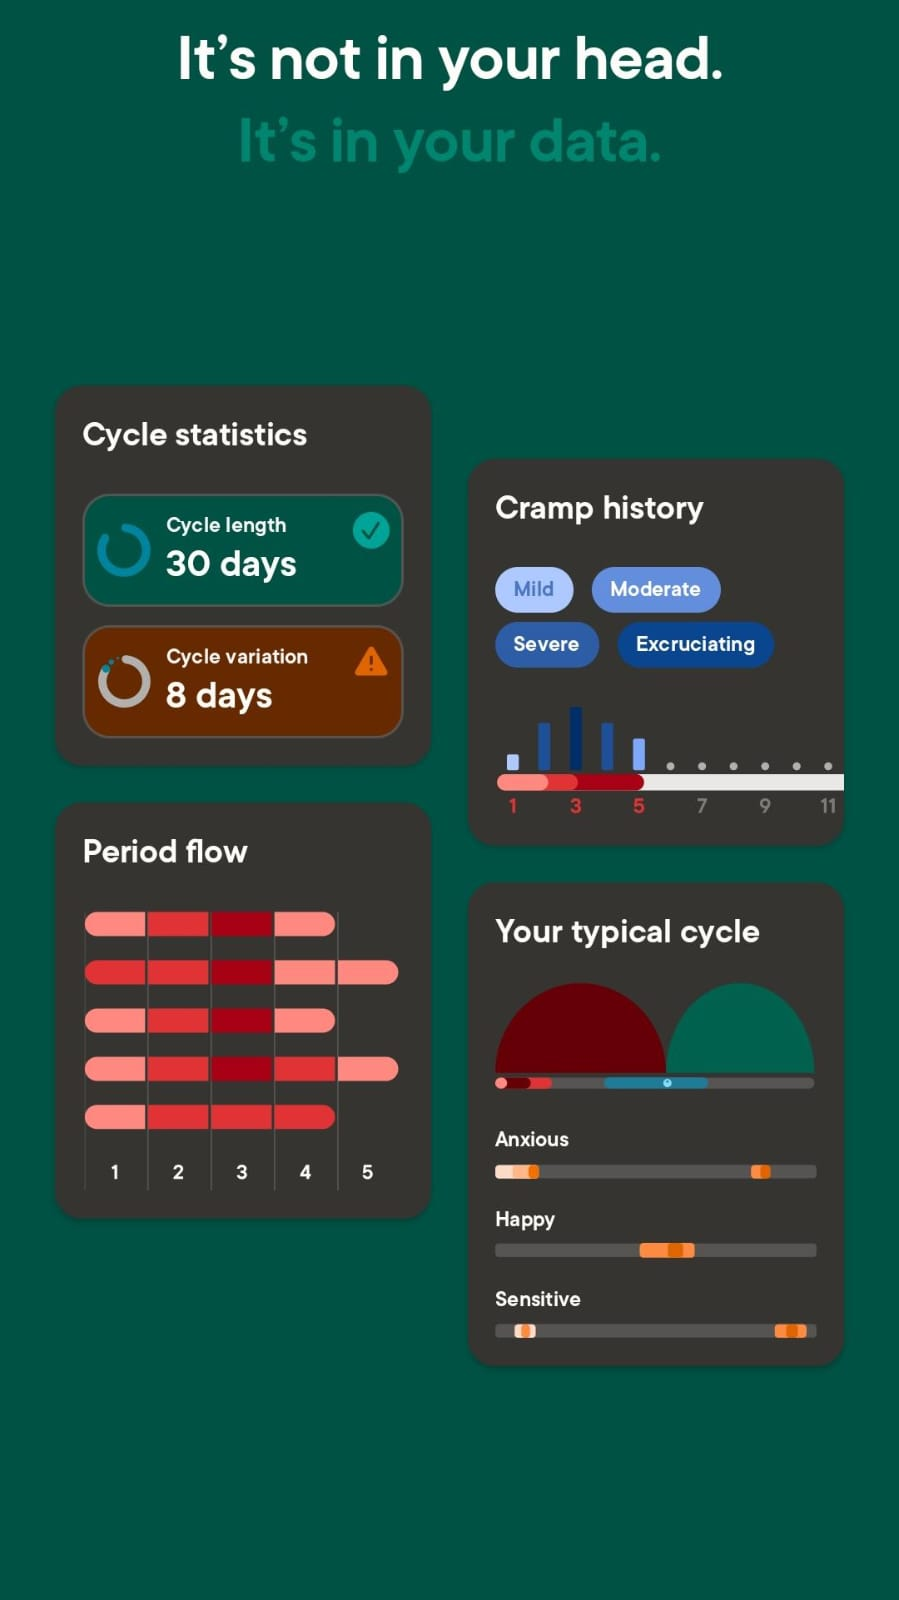 It’s not in your head.
It’s in your data.
Cycle statistics
Cycle length
30 days
Cycle variation
8 days
Cramp history
Mild
Moderate
Severe
Excruciating
1 3 5 7 9 11
Period flow
1 2 3 4 5
Your typical cycle
Anxious
Happy
Sensitive